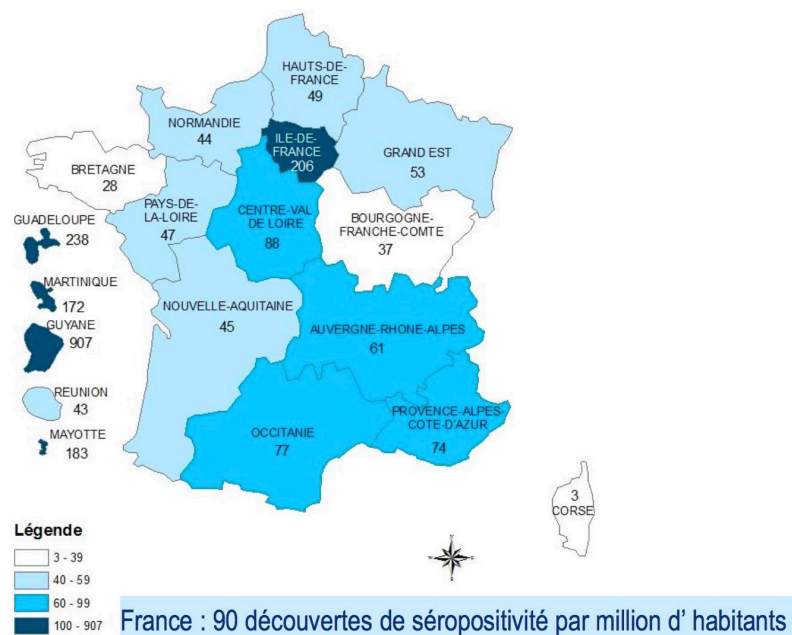 HAUTS-DE-
FRANCE
49
NORMANDIE
44
ILE-DE-
FRANCE
206
GRAND EST
53
BRETAGNE
28
PAYS-DE-
LA-LOIRE
47
CENTRE-VAL
DE LOIRE
88
BOURGOGNE-
FRANCHE-COMTE
37
GUADELOUPE
238
MARTINIQUE
172
GUYANE
907
NOUVELLE-AQUITAINE
45
AUVERGNE-RHONE-ALPES
61
REUNION
43
MAYOTTE
183
OCCITANIE
77
PROVENCE-ALPES-
COTE-D'AZUR
74
3
CORSE
Légende
3 - 39
40 - 59
60 - 99
100 - 907
N
W
E
S
France : 90 découvertes de séropositivité par million d' habitants